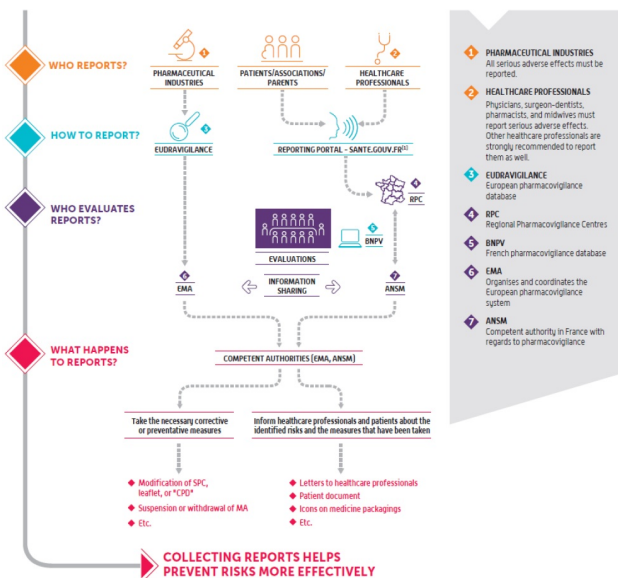 WHO REPORTS?
1
2
PHARMACEUTICAL
INDUSTRIES
PATIENTS/ASSOCIATIONS/
PARENTS
HEALTHCARE
PROFESSIONALS
HOW TO REPORT?
3
EUDRAVIGILANCE
REPORTING PORTAL - SANTE.GOUV.FR[1]
4
RPC
WHO EVALUATES
REPORTS?
5
BNPV
EVALUATIONS
6
EMA
INFORMATION
SHARING
7
ANSM
WHAT HAPPENS
TO REPORTS?
COMPETENT AUTHORITIES (EMA, ANSM)
Take the necessary corrective
or preventative measures
Inform healthcare professionals and patients about the
identified risks and the measures that have been taken
Modification of SPC,
leaflet, or "CPD"
Suspension or withdrawal of MA
Etc.
Letters to healthcare professionals
Patient document
Icons on medicine packagings
Etc.
COLLECTING REPORTS HELPS
PREVENT RISKS MORE EFFECTIVELY
1 PHARMACEUTICAL INDUSTRIES
All serious adverse effects must be
reported.
2 HEALTHCARE PROFESSIONALS
Physicians, surgeon-dentists,
pharmacists, and midwives must
report serious adverse effects.
Other healthcare professionals are
strongly recommended to report
them as well.
3 EUDRAVIGILANCE
European pharmacovigilance
database
4 RPC
Regional Pharmacovigilance Centres
5 BNPV
French pharmacovigilance database
6 EMA
Organises and coordinates the
European pharmacovigilance
system
7 ANSM
Competent authority in France with
regards to pharmacovigilance